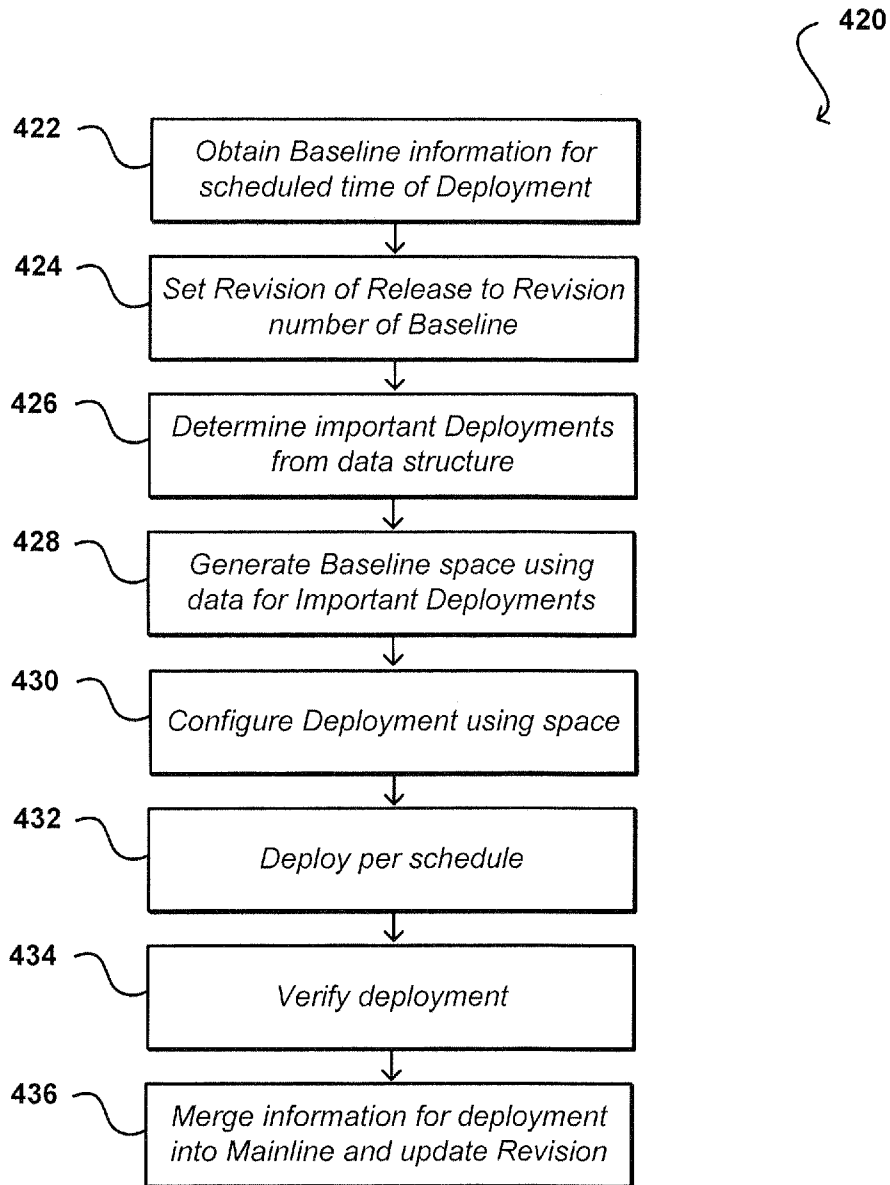 420
422
Obtain Baseline information for
scheduled time of Deployment
424
Set Revision of Release to Revision
number of Baseline
426
Determine important Deployments
from data structure
428
Generate Baseline space using
data for Important Deployments
430
Configure Deployment using space
432
Deploy per schedule
434
Verify deployment
436
Merge information for deployment
into Mainline and update Revision